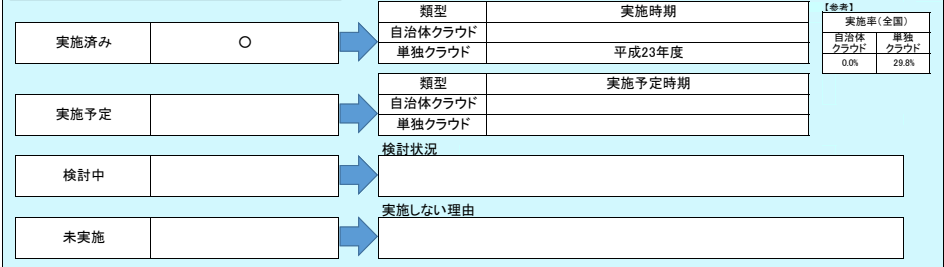 類型 実施時期
実施済み ○ 自治体クラウド
単独クラウド 平成23年度
【参考】
実施率(全国)
自治体クラウド 単独クラウド
0.0% 29.8%
類型 実施予定時期
実施予定 自治体クラウド
単独クラウド
検討状況
検討中
実施しない理由
未実施